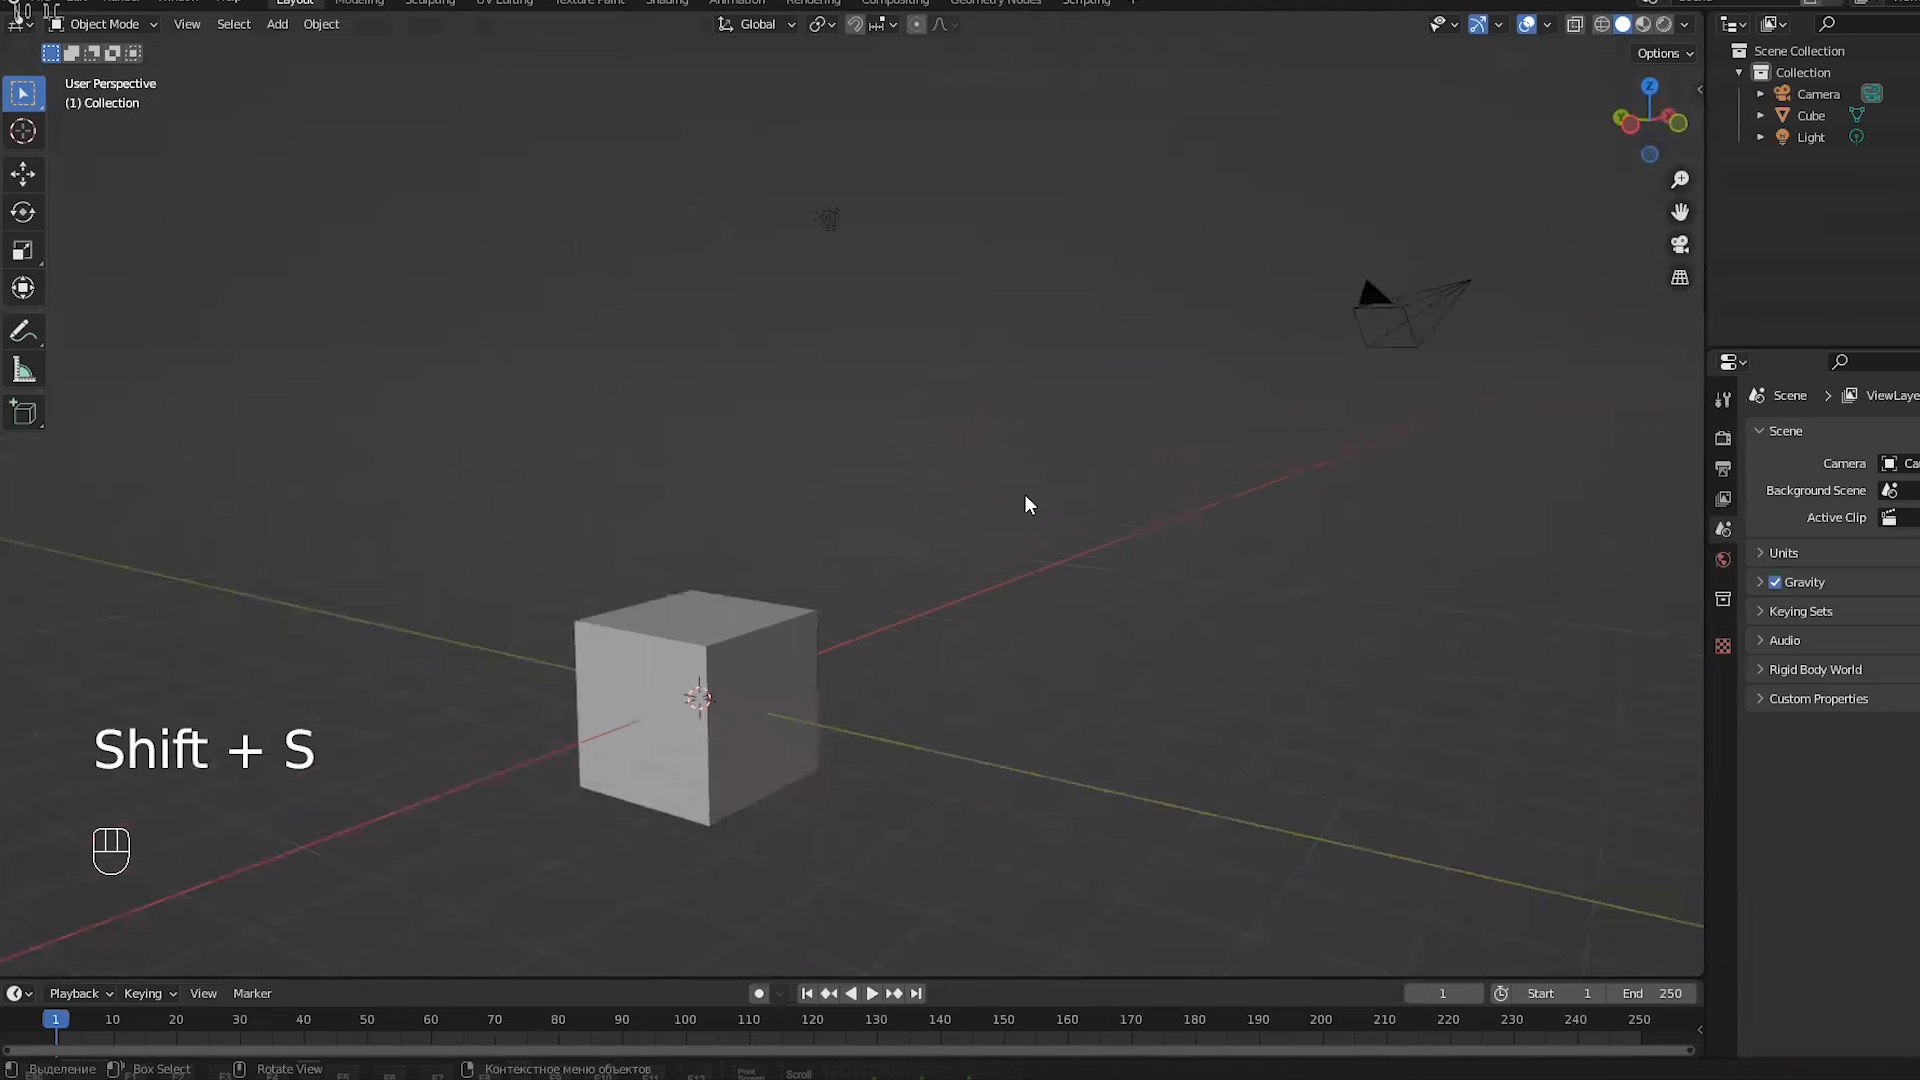 Layout Modeling Sculpting UV Editing Texture Paint Shading Animation Rendering Compositing Geometry Nodes Scripting +
Object Mode View Select Add Object
Global
Options
User Perspective
(1) Collection
Z
Y
Scene Collection
Collection
Camera
Cube
Light
Scene > ViewLaye
Scene
Camera Ca
Background Scene
Active Clip
Units
Gravity
Keying Sets
Audio
Rigid Body World
Custom Properties
Shift + S
Playback Keying View Marker
1 Start 1 End 250
1 10 20 30 40 50 60 70 80 90 100 110 120 130 140 150 160 170 180 190 200 210 220 230 240 250
Выделение Box Select Rotate View Контекстное меню объектов
Print Screen Scroll